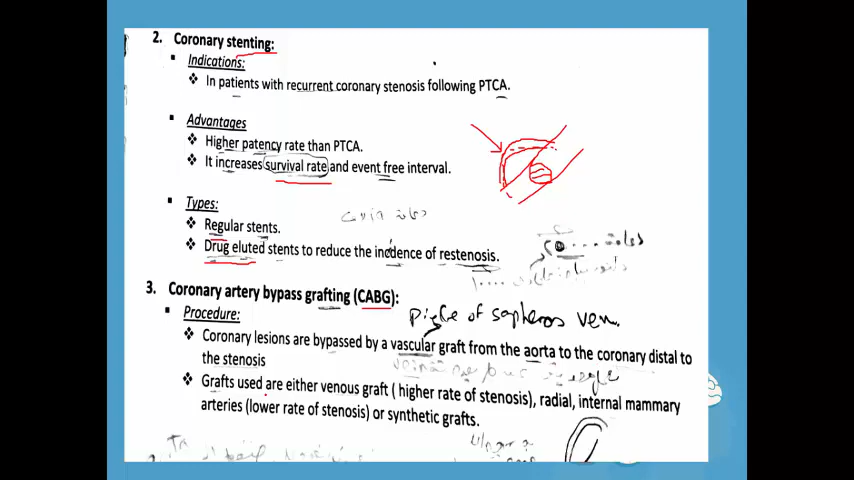 2. Coronary stenting:
▪ Indications:
❖ In patients with recurrent coronary stenosis following PTCA.
▪ Advantages
❖ Higher patency rate than PTCA.
❖ It increases survival rate and event free interval.
▪ Types:
❖ Regular stents.
❖ Drug eluted stents to reduce the incidence of restenosis.
3. Coronary artery bypass grafting (CABG):
▪ Procedure:
of vein.
❖ Coronary lesions are bypassed by a vascular graft from the aorta to the coronary distal to
the stenosis
❖ Grafts used are either venous graft ( higher rate of stenosis), radial, internal mammary
arteries (lower rate of stenosis) or synthetic grafts.